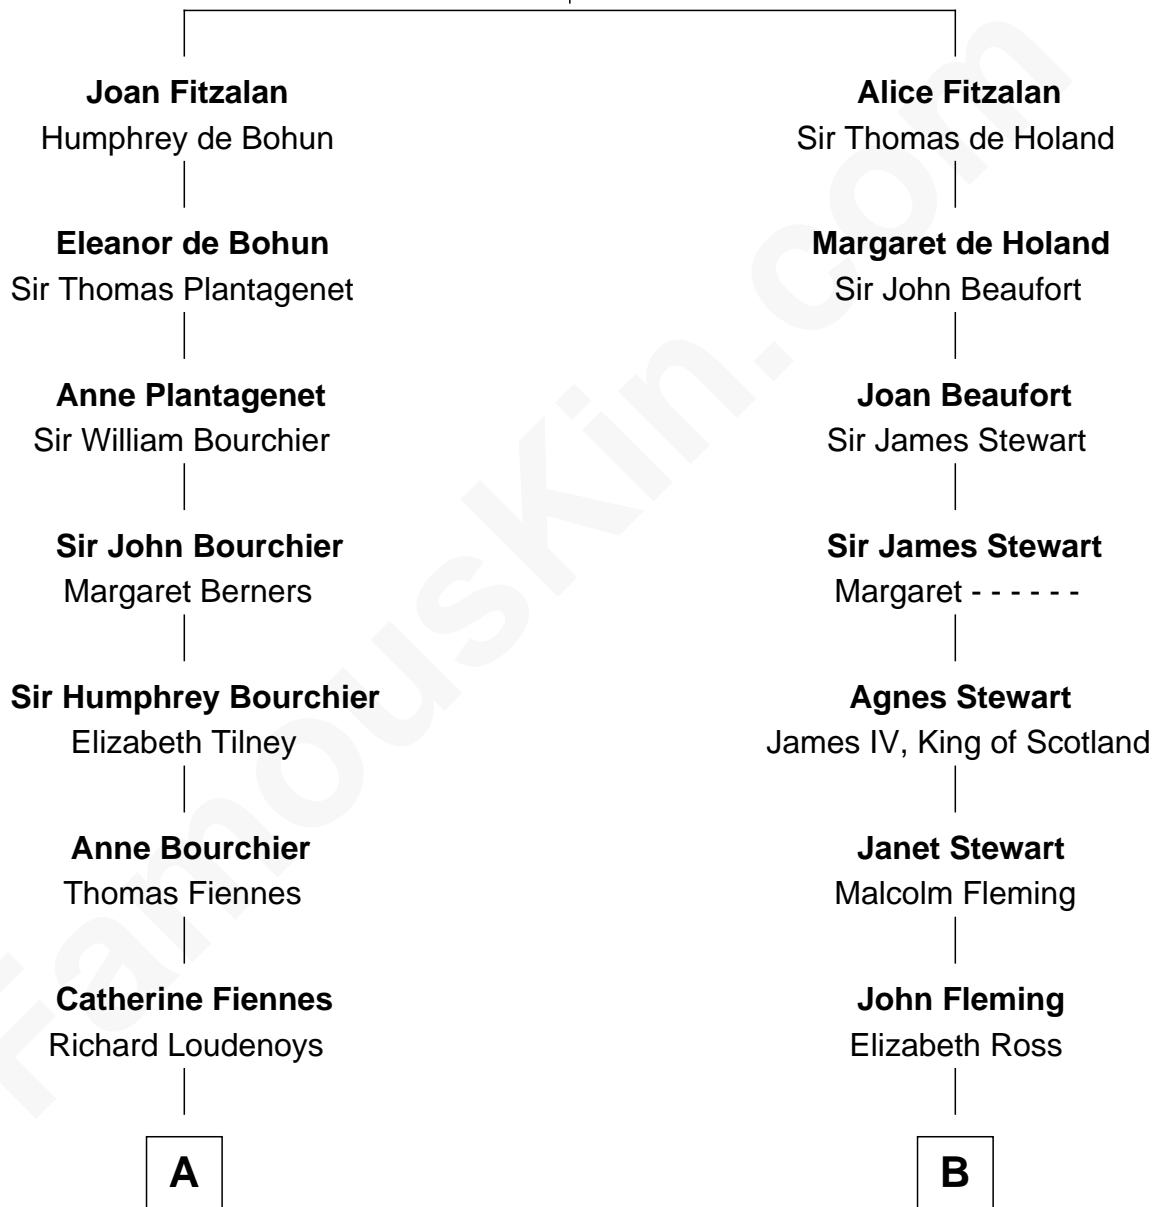 Joan Fitzalan
Humphrey de Bohun
Eleanor de Bohun
Sir Thomas Plantagenet
Anne Plantagenet
Sir William Bourchier
Sir John Bourchier
Margaret Berners
Sir Humphrey Bourchier
Elizabeth Tilney
Anne Bourchier
Thomas Fiennes
Catherine Fiennes
Richard Loudenoys
A
Alice Fitzalan
Sir Thomas de Holand
Margaret de Holand
Sir John Beaufort
Joan Beaufort
Sir James Stewart
Sir James Stewart
Margaret - - - - - -
Agnes Stewart
James IV, King of Scotland
Janet Stewart
Malcolm Fleming
John Fleming
Elizabeth Ross
B
FamousKin.com